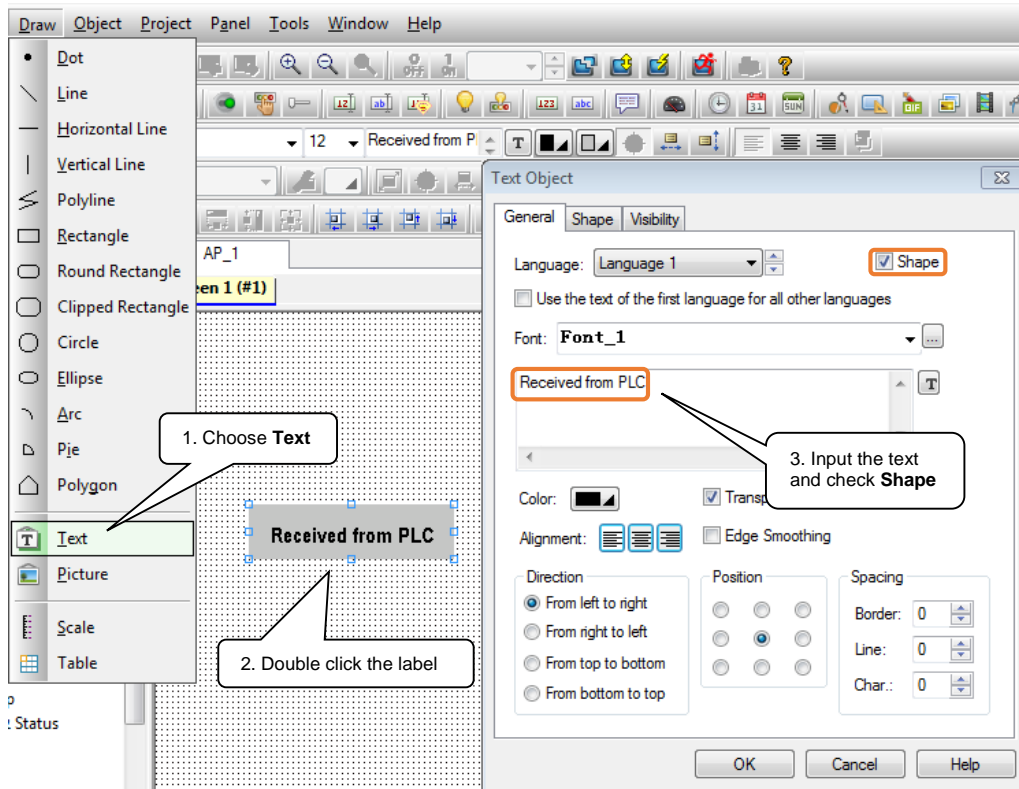 Draw Object Project Panel Tools Window Help
Dot
Line
Horizontal Line
Vertical Line
Polyline
Rectangle
Round Rectangle
Clipped Rectangle
Circle
Ellipse
Arc
Pie
Polygon
Text
Picture
Scale
Table
Status
12 Received from P
AP_1
een 1 (#1)
1. Choose Text
Received from PLC
2. Double click the label
Text Object
General Shape Visibility
Language: Language 1 Shape
Use the text of the first language for all other languages
Font: Font_1 ...
Received from PLC T
3. Input the text
and check Shape
Color: Transp
Alignment: Edge Smoothing
Direction
From left to right
From right to left
From top to bottom
From bottom to top
Position
Spacing
Border: 0
Line: 0
Char.: 0
OK Cancel Help